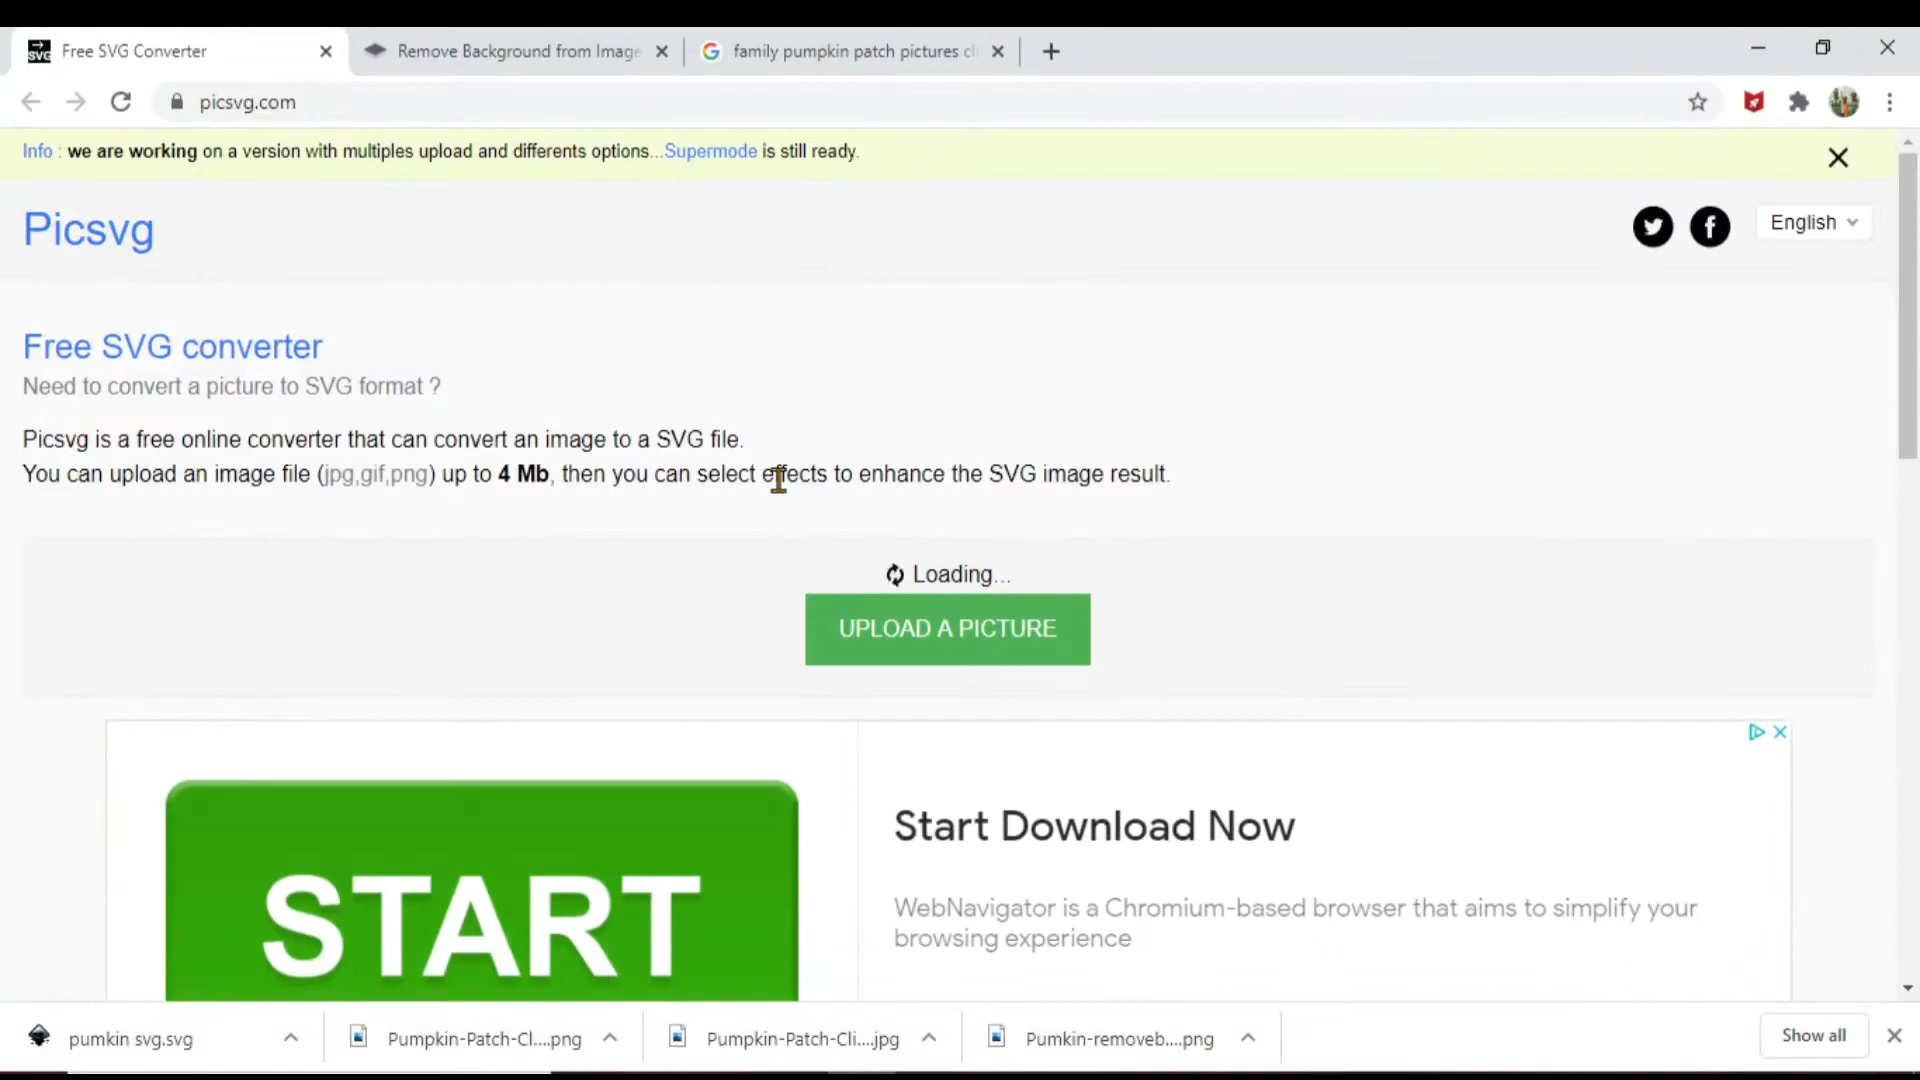 Free SVG Converter
Remove Background from Image
family pumpkin patch pictures cli
picsvg.com
Info : we are working on a version with multiples upload and differents options...Supermode is still ready.
Picsvg
English
Free SVG converter
Need to convert a picture to SVG format ?
Picsvg is a free online converter that can convert an image to a SVG file.
You can upload an image file (jpg,gif,png) up to 4 Mb, then you can select effects to enhance the SVG image result.
Loading...
UPLOAD A PICTURE
START
Start Download Now
WebNavigator is a Chromium-based browser that aims to simplify your
browsing experience
pumkin svg.svg
Pumpkin-Patch-Cl....png
Pumpkin-Patch-Cli....jpg
Pumkin-removeb....png
Show all